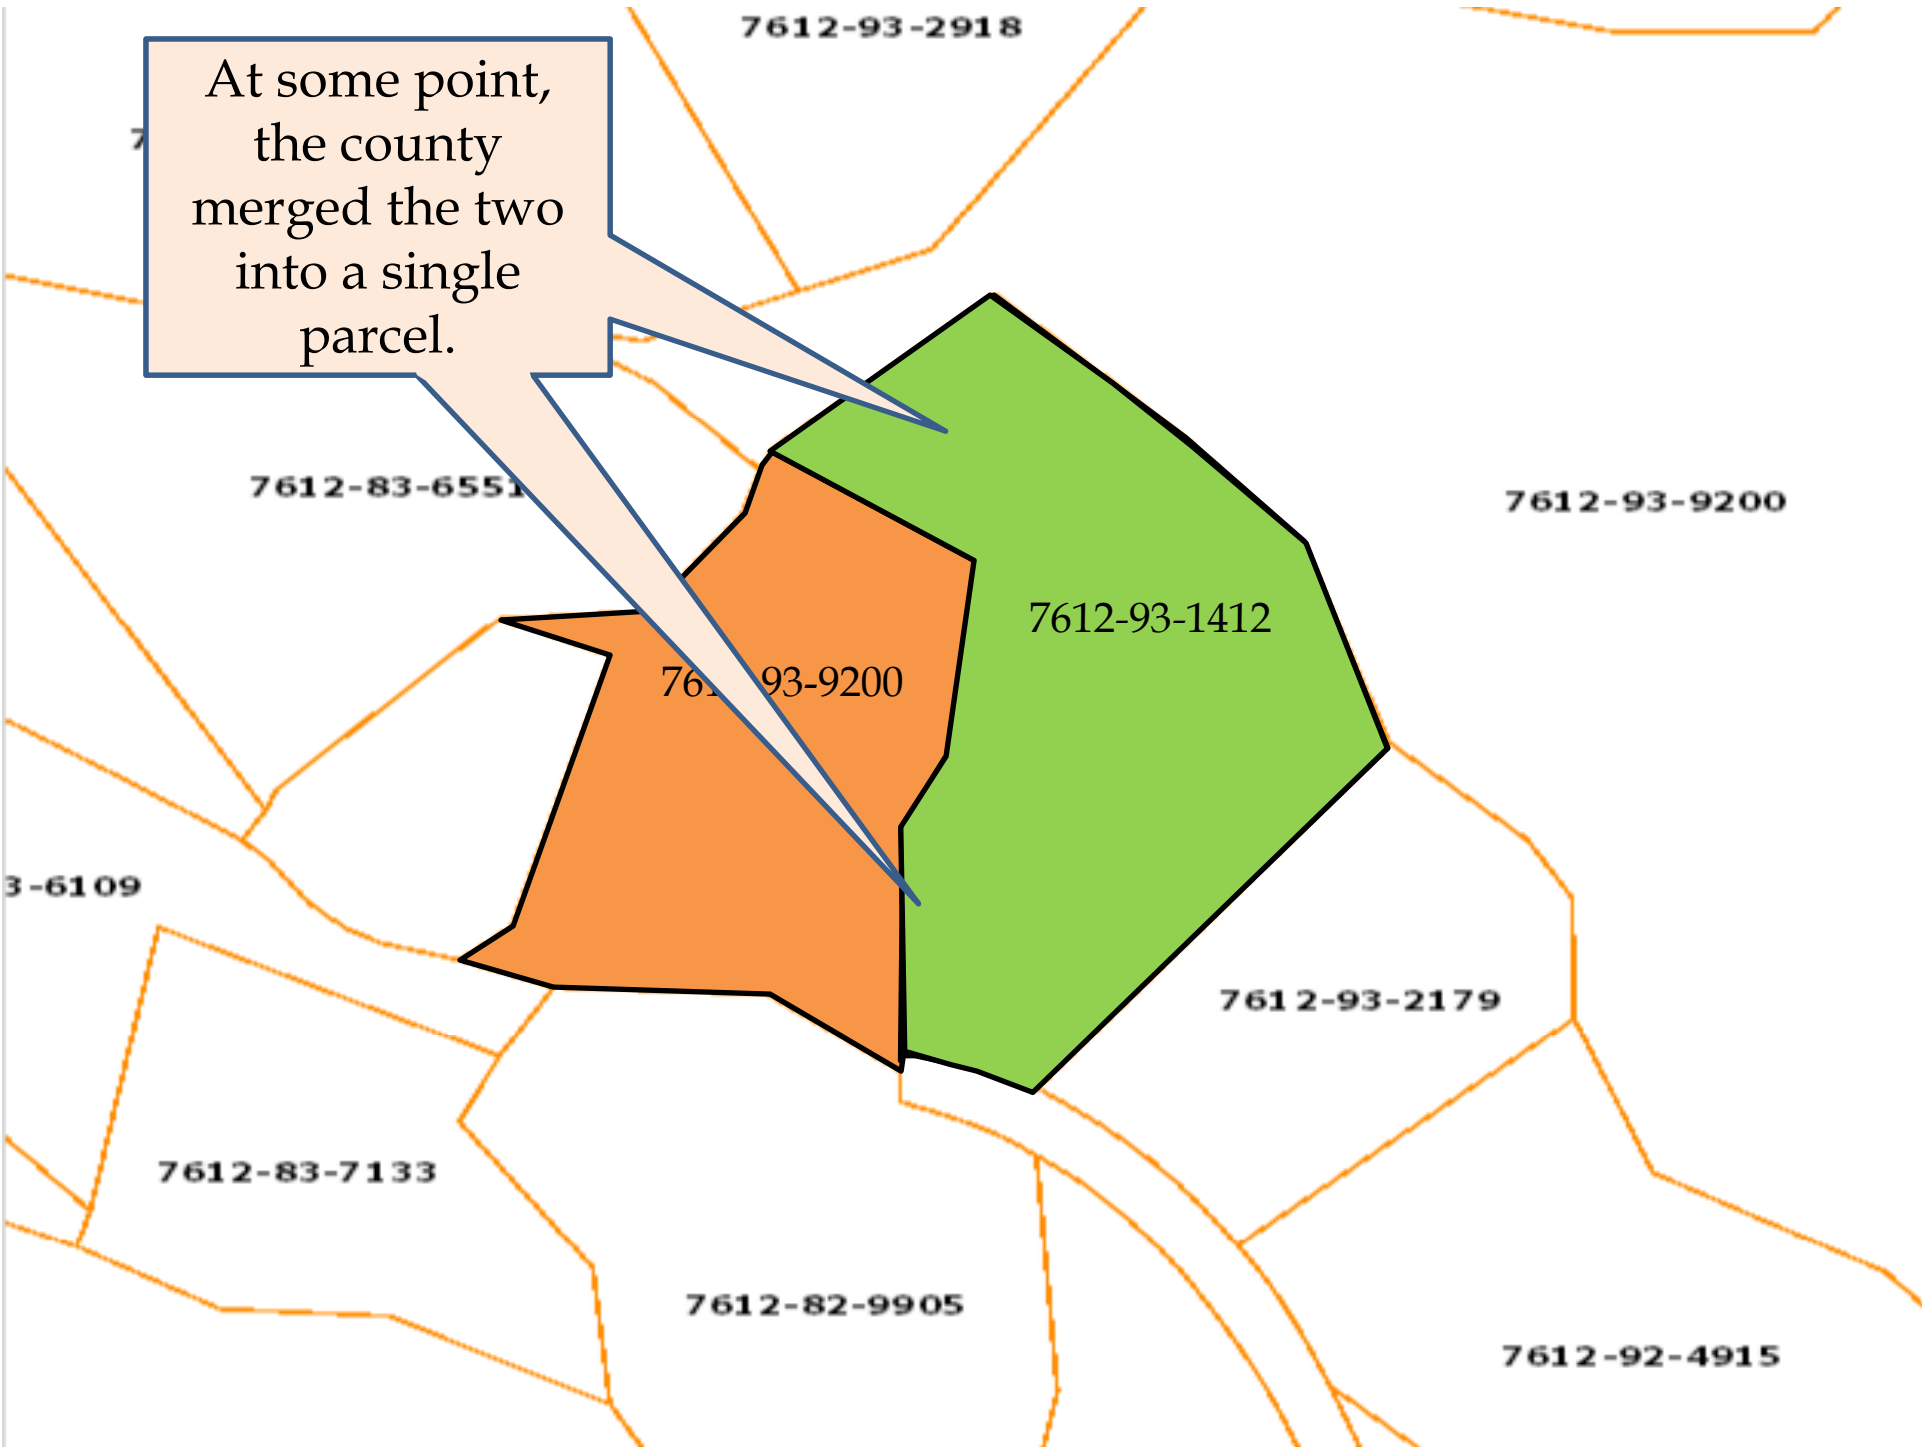 7612-93-2918
At some point,
the county
merged the two
into a single
parcel.
7612-83-6551
7612-93-9200
7612-93-1412
93-9200
3-6109
7612-93-2179
7612-83-7133
7612-82-9905
7612-92-4915